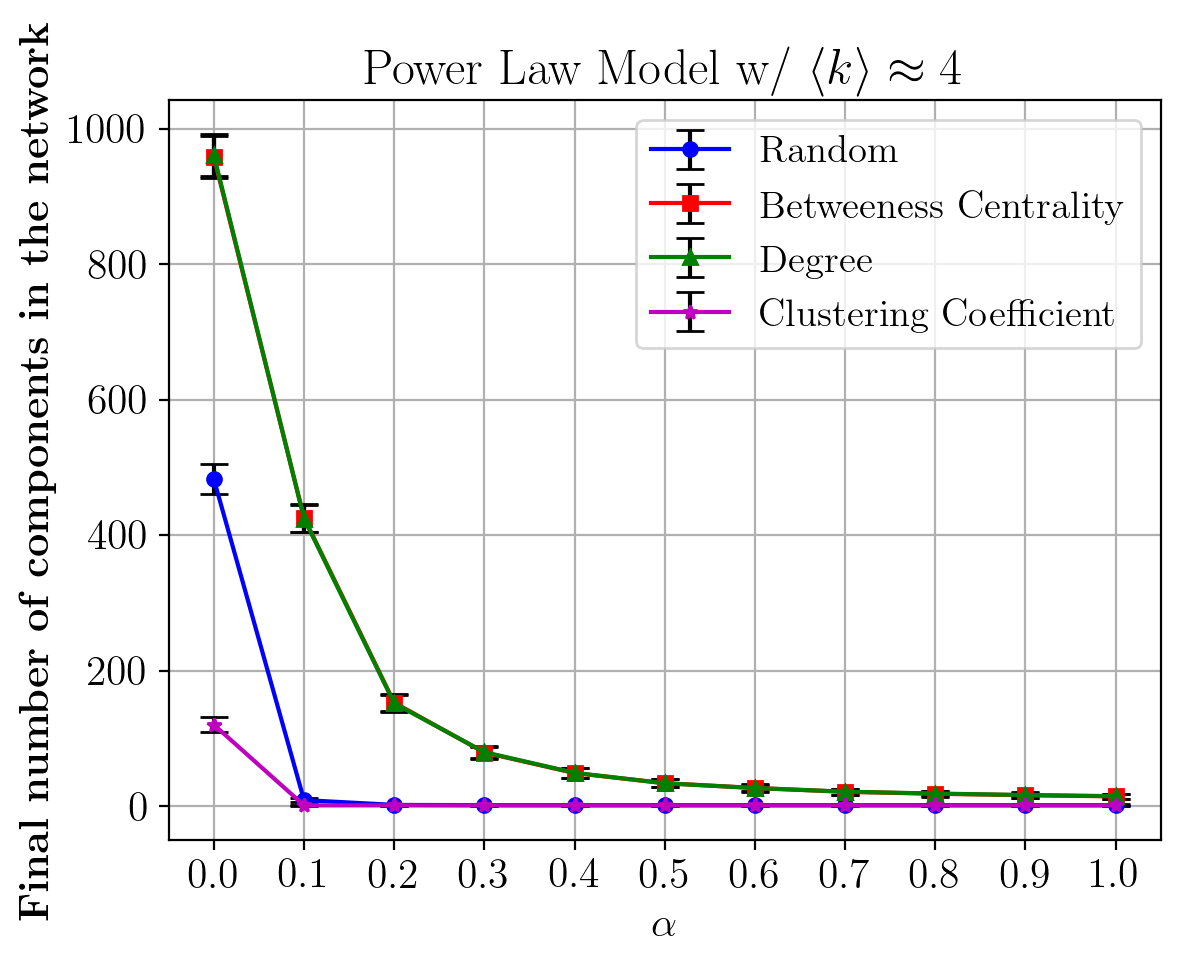 Power Law Model w/ ⟨k⟩ ≈ 4
Final number of components in the network
1000
800
600
400
200
0
Random
Betweeness Centrality
Degree
Clustering Coefficient
0.0 0.1 0.2 0.3 0.4 0.5 0.6 0.7 0.8 0.9 1.0
α